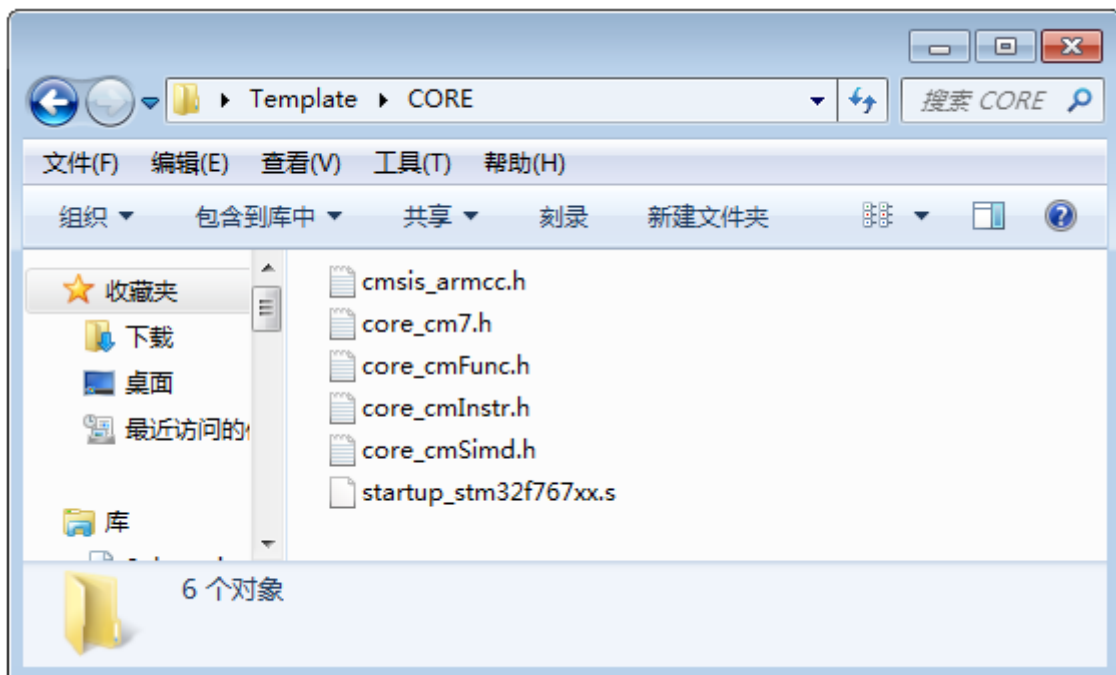 Template CORE
搜索 CORE
文件(F) 编辑(E) 查看(V) 工具(T) 帮助(H)
组织 包含到库中 共享 刻录 新建文件夹
收藏夹
下载
桌面
最近访问的
库
cmsis_armcc.h
core_cm7.h
core_cmFunc.h
core_cmInstr.h
core_cmSimd.h
startup_stm32f767xx.s
6 个对象